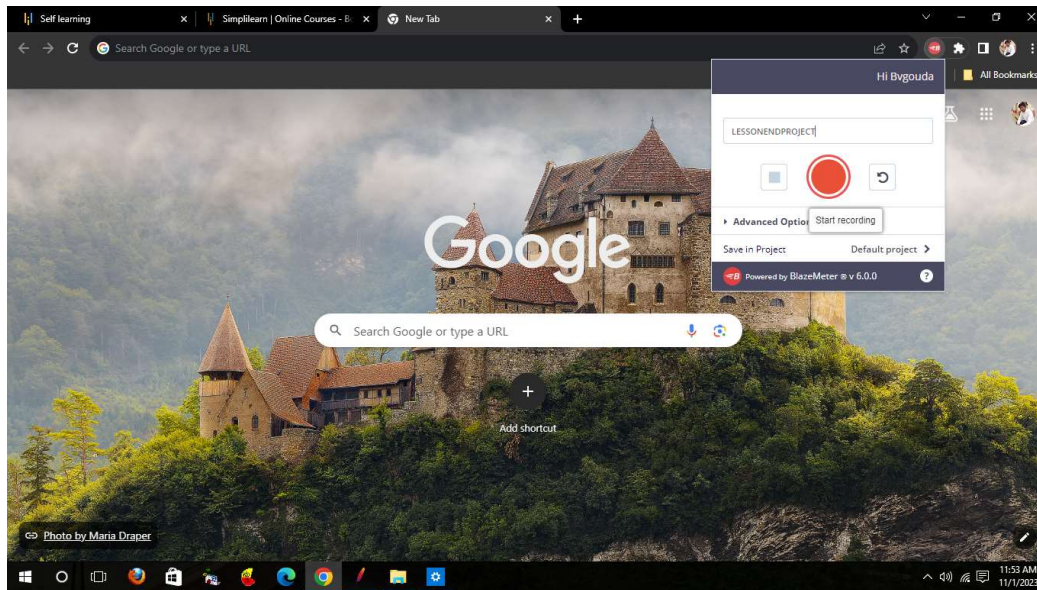 Self learning
Simplilearn | Online Courses - Bo
New Tab
Search Google or type a URL
Hi Bvgouda
All Bookmarks
LESSONENDPROJECT
Advanced Optio
Start recording
Save in Project Default project
Powered by BlazeMeter ® v 6.0.0
Google
Search Google or type a URL
Add shortcut
Photo by Maria Draper
11:53 AM
11/1/2023